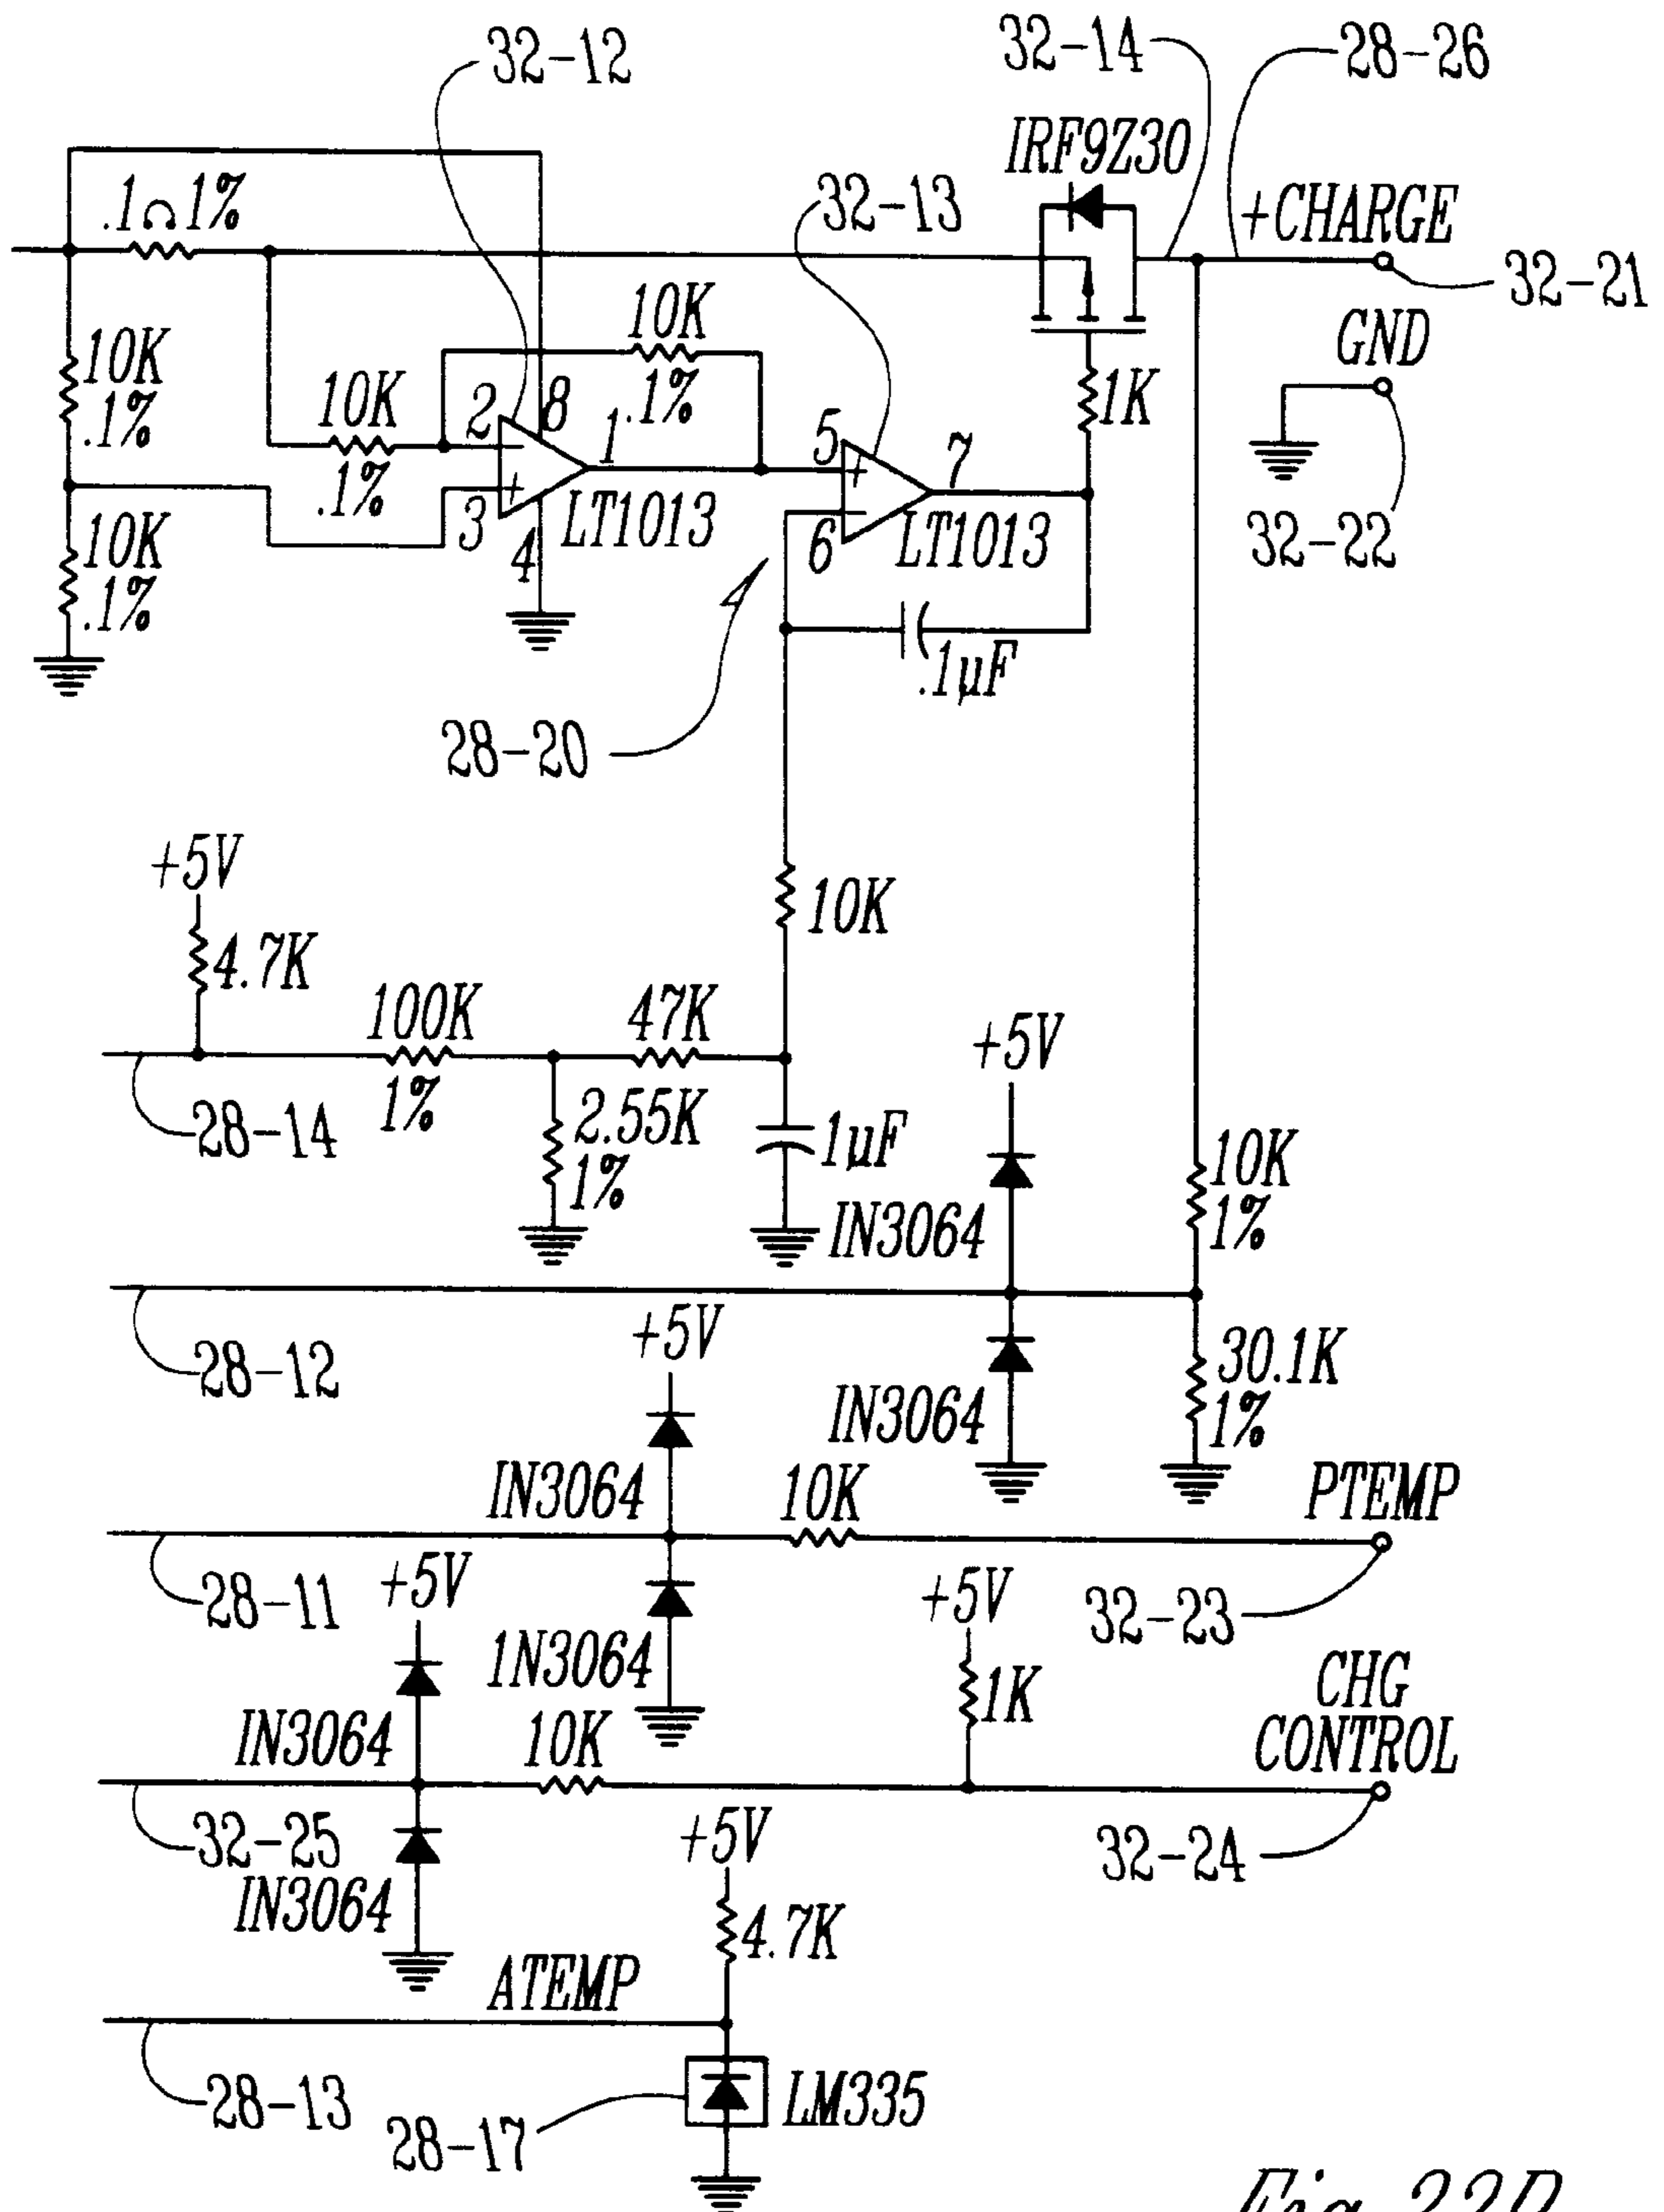 32-12
32-14
28-26
IRF9Z30
.1Ω 1%
32-13
+CHARGE
32-21
10K
.1%
GND
10K
.1%
10K
.1%
1K
2
8
1
3
4
LT1013
5
7
6
LT1013
32-22
10K
.1%
.1µF
28-20
+5V
4.7K
10K
100K
1%
47K
+5V
28-14
2.55K
1%
1µF
10K
1%
IN3064
28-12
+5V
IN3064
30.1K
1%
IN3064
10K
PTEMP
28-11
+5V
1N3064
+5V
32-23
1K
CHG
CONTROL
IN3064
10K
32-25
+5V
32-24
IN3064
4.7K
ATEMP
28-13
28-17
LM335